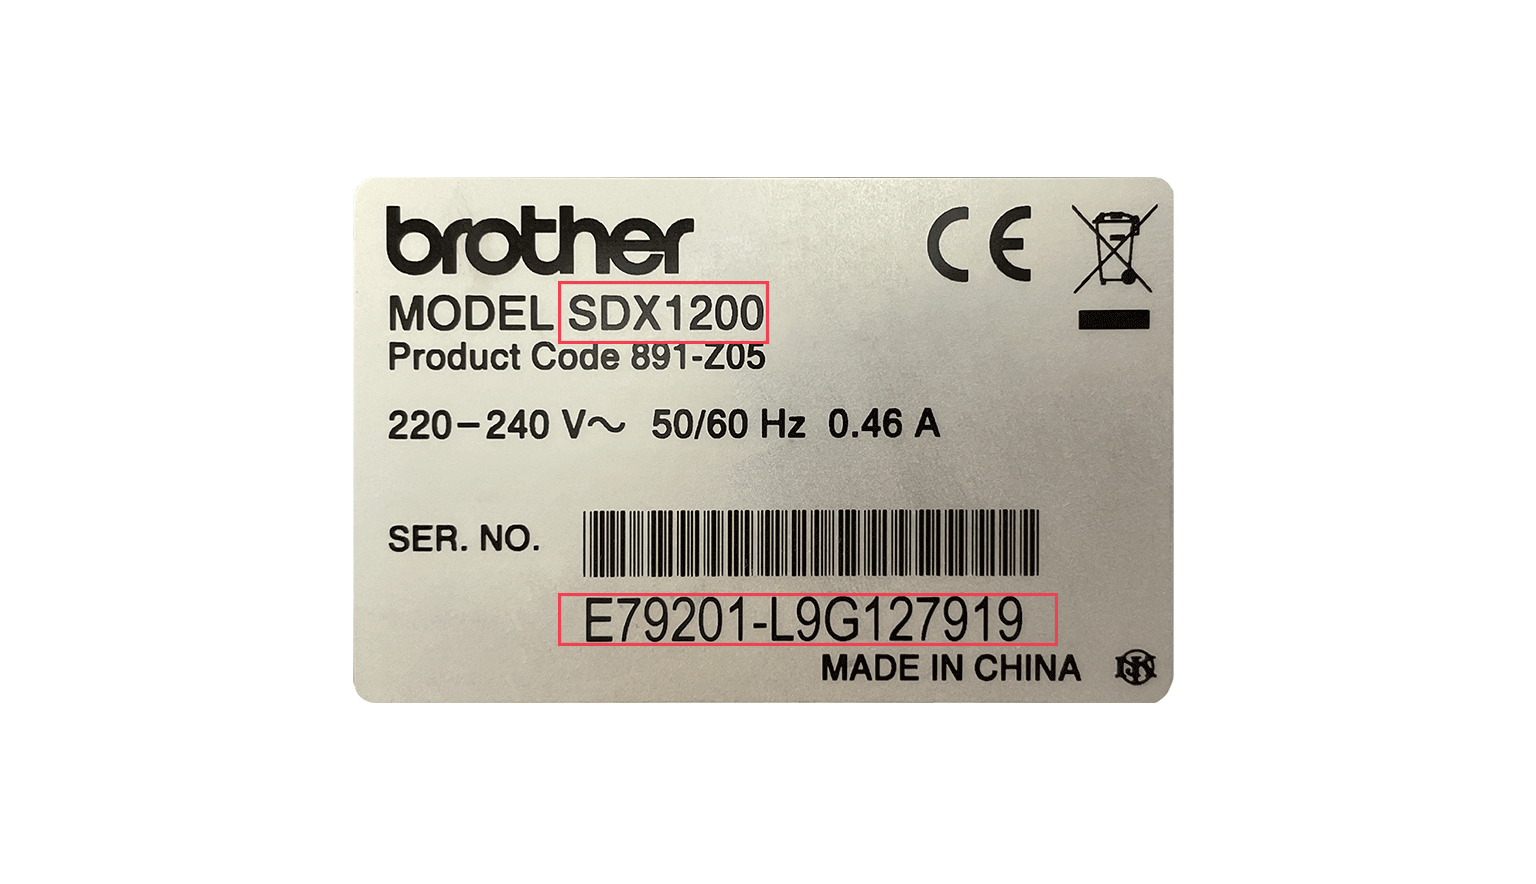 brother CE
MODEL SDX1200
Product Code 891-Z05
220-240 V~ 50/60 Hz 0.46 A
SER. NO.
E79201-L9G127919
MADE IN CHINA